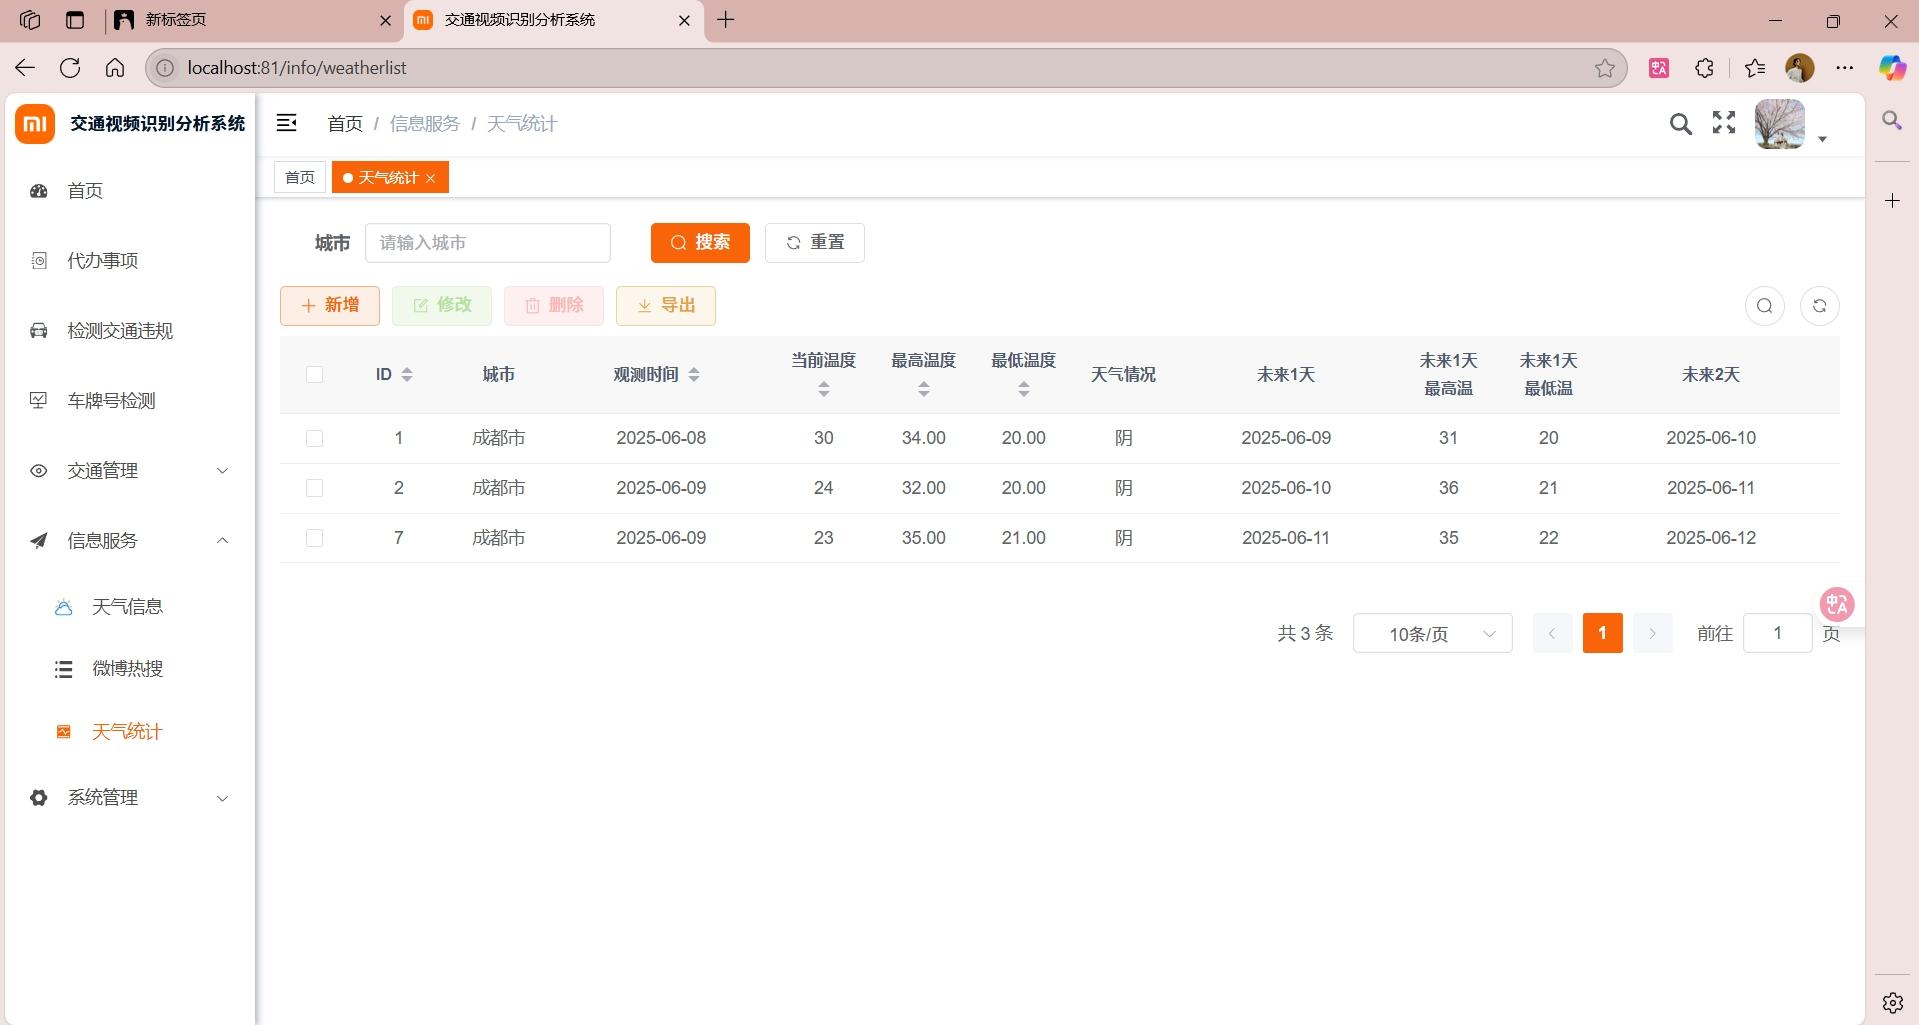 新标签页
交通视频识别分析系统
localhost:81/info/weatherlist
mi 交通视频识别分析系统
首页 / 信息服务 / 天气统计
首页
天气统计
首页
代办事项
检测交通违规
车牌号检测
交通管理
信息服务
天气信息
微博热搜
天气统计
系统管理
城市 请输入城市 搜索 重置
新增 修改 删除 导出
ID 城市 观测时间 当前温度 最高温度 最低温度 天气情况 未来1天 未来1天最高温 未来1天最低温 未来2天
1 成都市 2025-06-08 30 34.00 20.00 阴 2025-06-09 31 20 2025-06-10
2 成都市 2025-06-09 24 32.00 20.00 阴 2025-06-10 36 21 2025-06-11
7 成都市 2025-06-09 23 35.00 21.00 阴 2025-06-11 35 22 2025-06-12
共 3 条 10条/页 1 前往 1 页